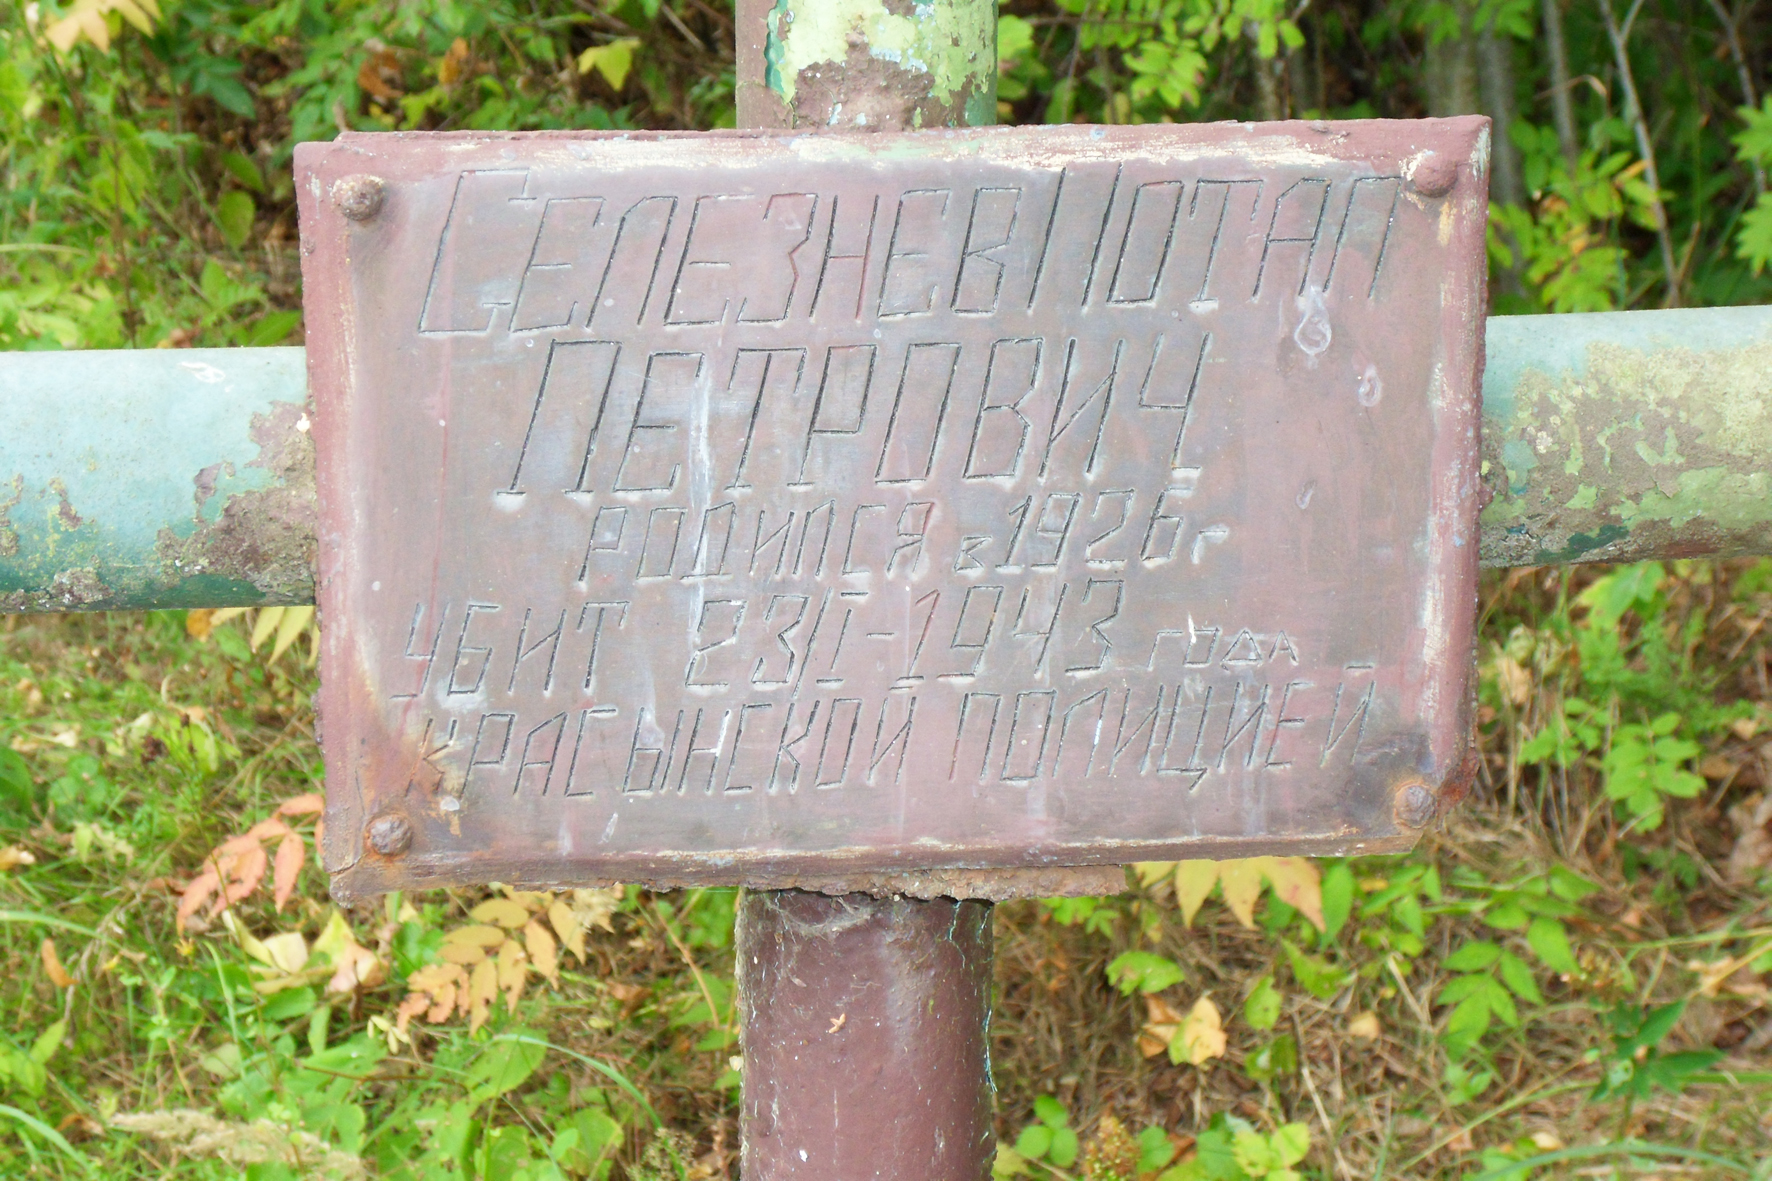 СЕЛЕЗНЕВ ПОТАП
ПЕТРОВИЧ
РОДИЛСЯ в 1926 г
УБИТ 23/I-1943 ГОДА
КРАСЫНСКОЙ ПОЛИЦИЕЙ